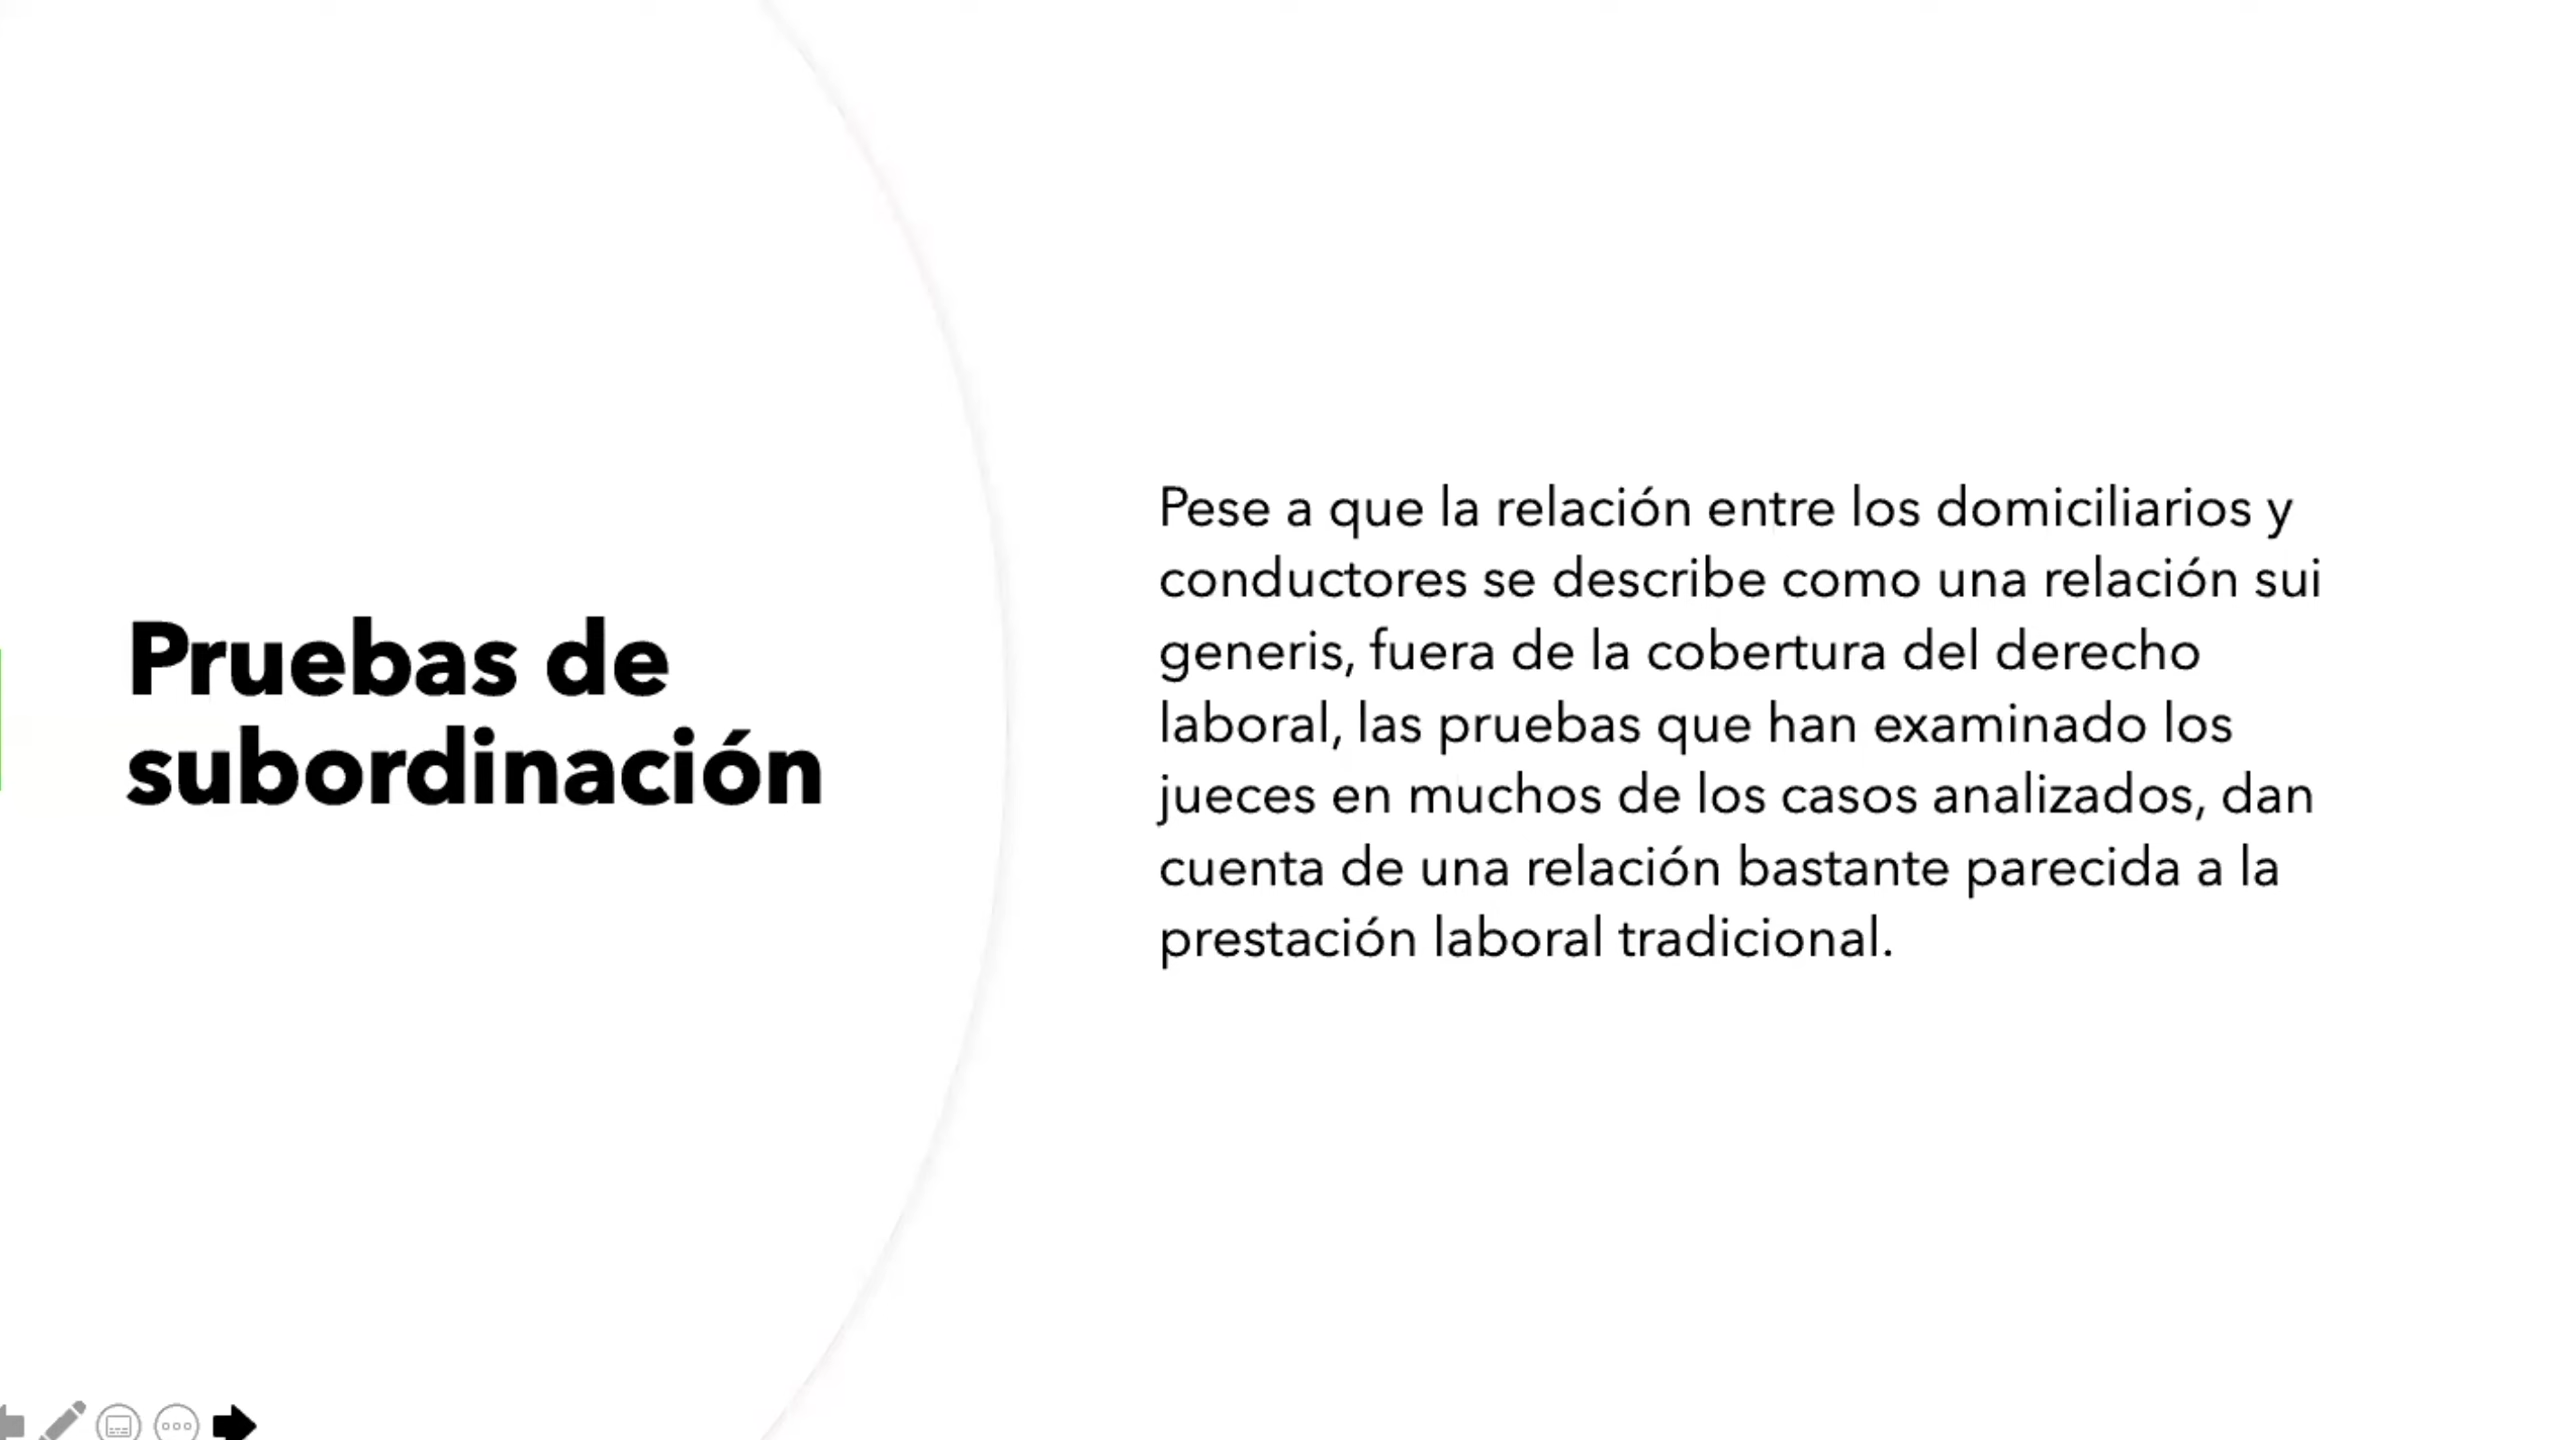 Pruebas de
subordinación
Pese a que la relación entre los domiciliarios y
conductores se describe como una relación sui
generis, fuera de la cobertura del derecho
laboral, las pruebas que han examinado los
jueces en muchos de los casos analizados, dan
cuenta de una relación bastante parecida a la
prestación laboral tradicional.